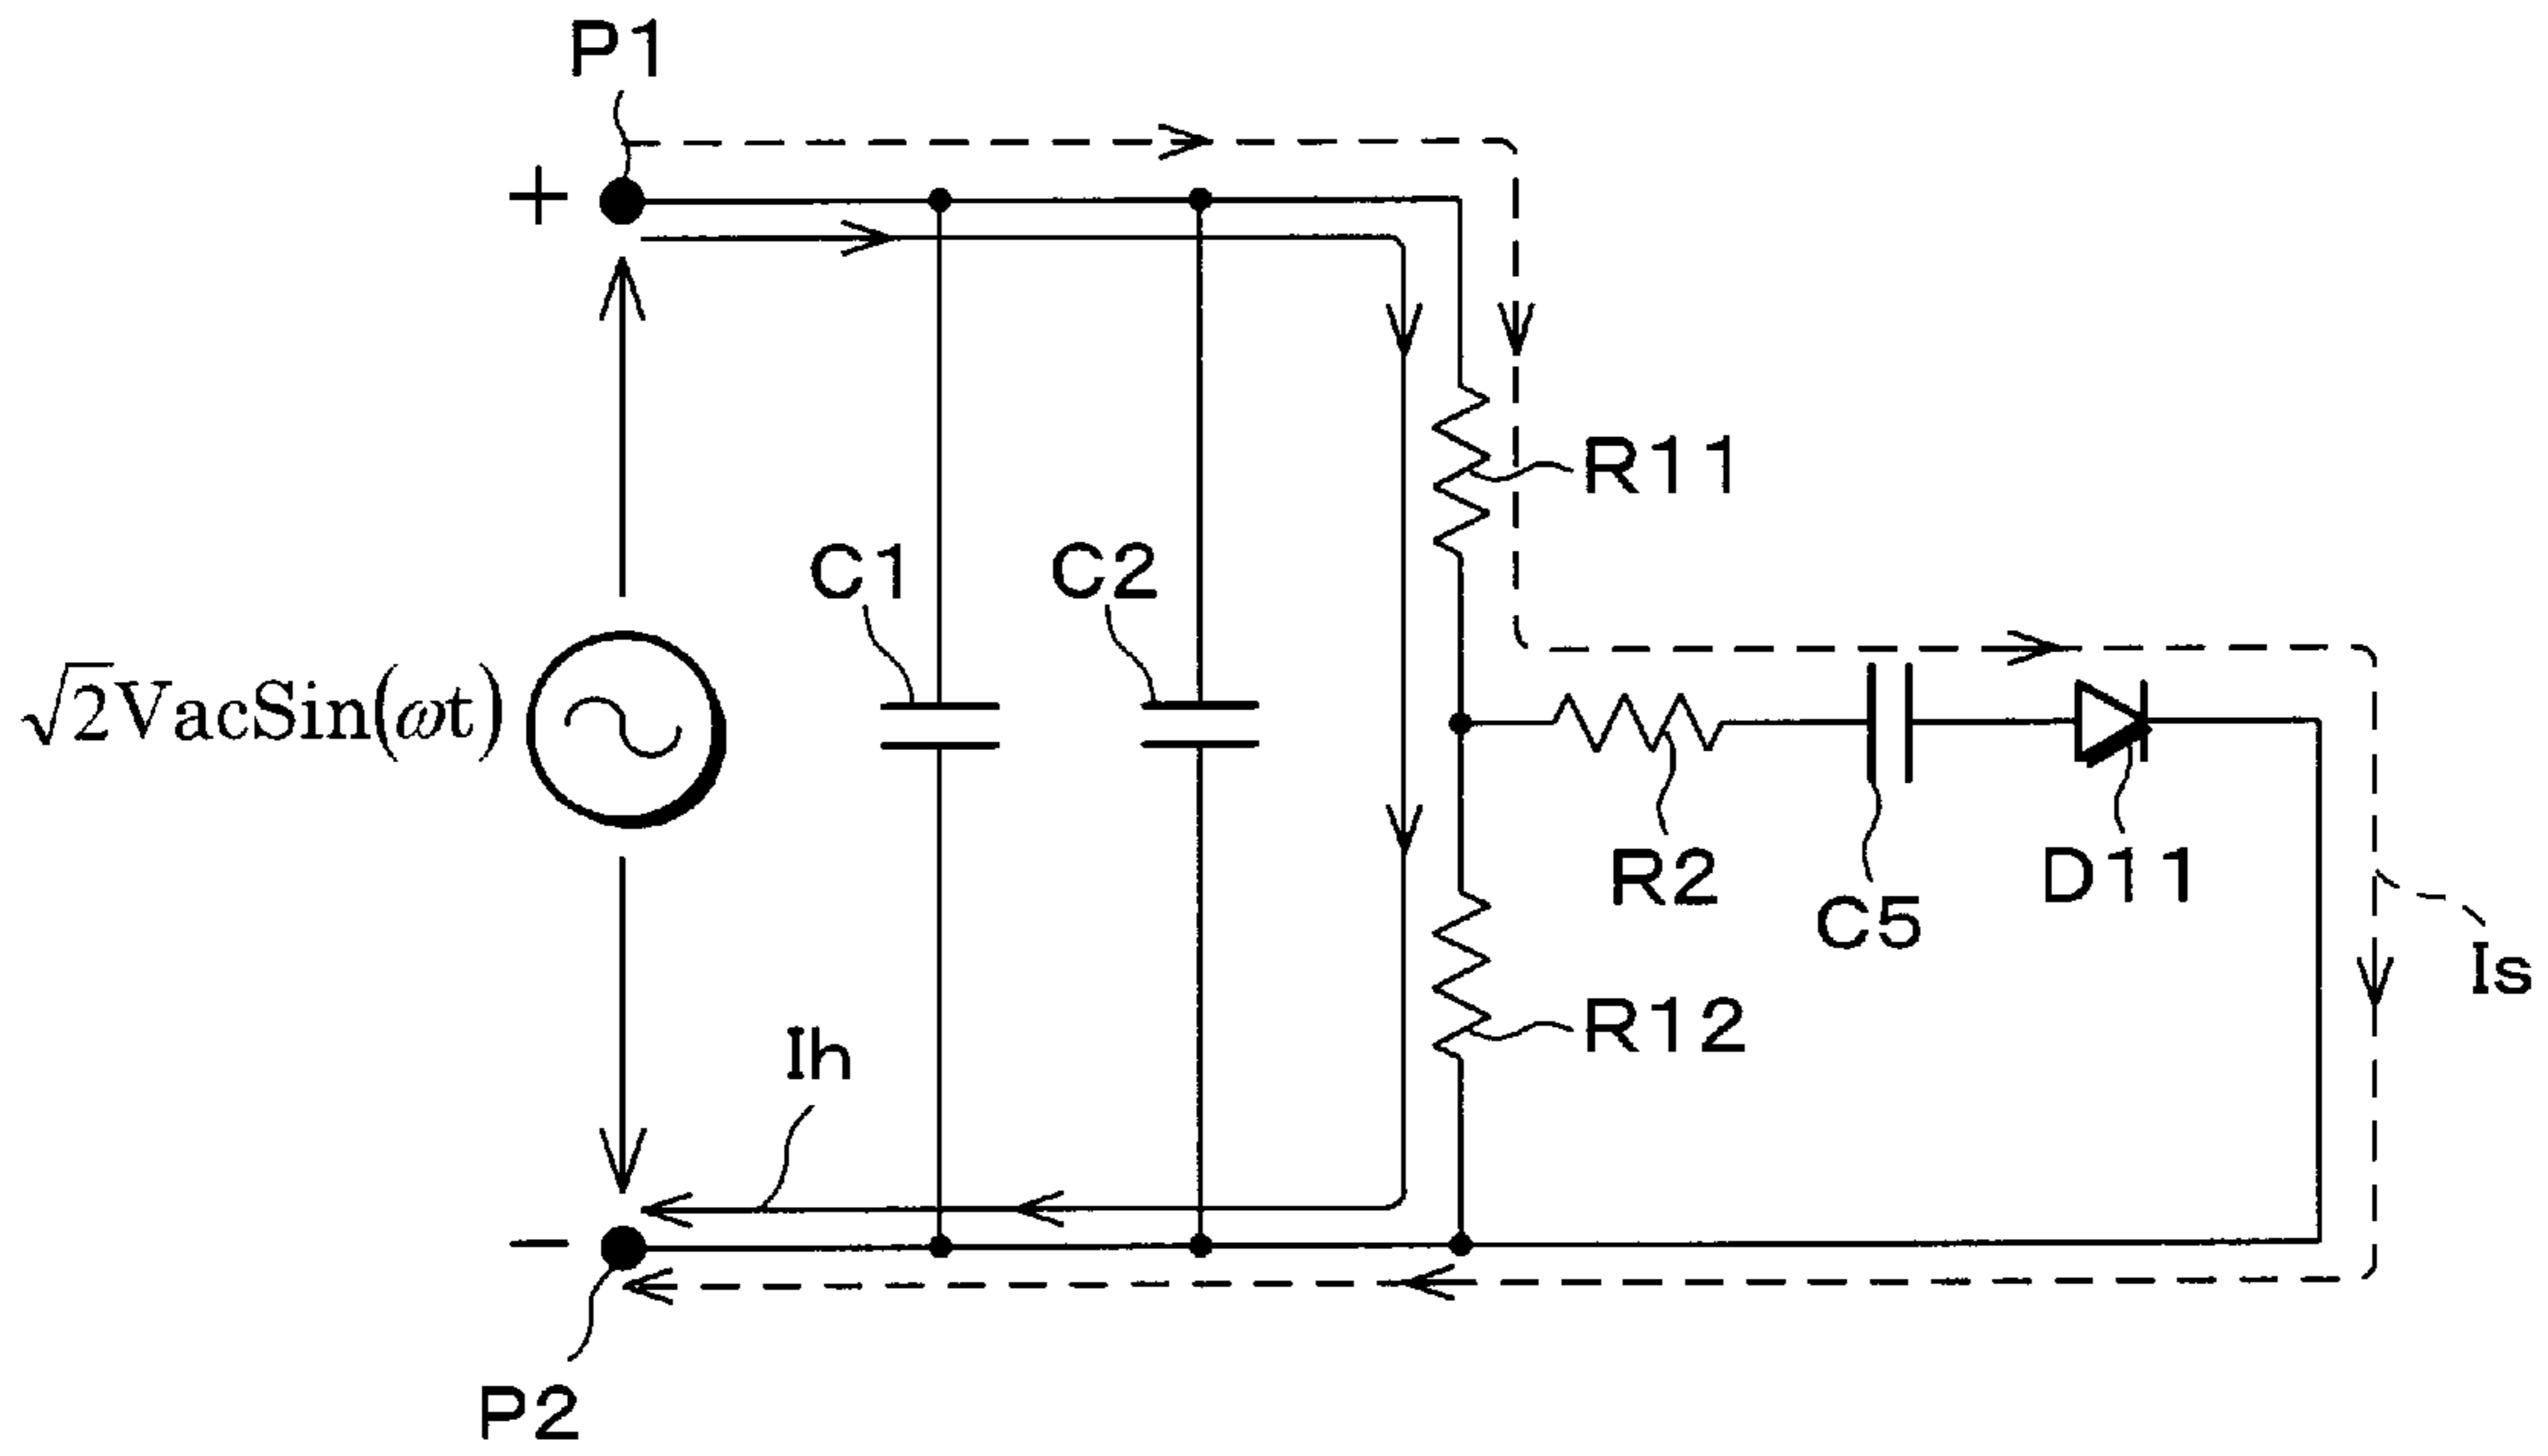 P1
+
R11
C1
C2
√2VacSin(ωt)
R2
C5
D11
Is
R12
Ih
−
P2